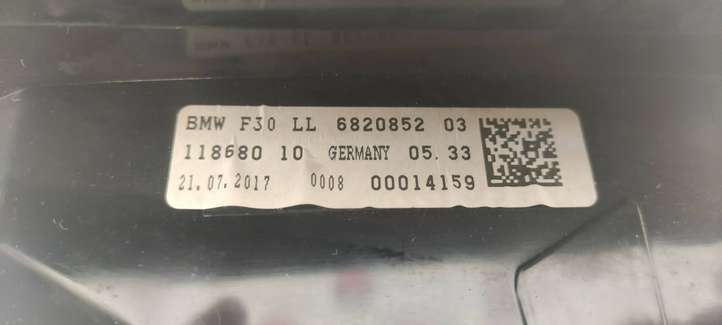 BMW F30 LL 6820852 03
118680 10 GERMANY 05.33
21.07.2017 0008 00014159